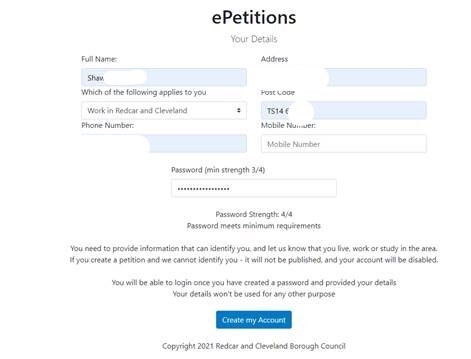 ePetitions
Your Details
Full Name: Address
Which of the following applies to you Post Code
Work in Redcar and Cleveland TS14
Phone Number: Mobile Number:
Mobile Number
Password (min strength 3/4)
•••••••••••••••••
Password Strength: 4/4
Password meets minimum requirements
You need to provide information that can identify you, and let us know that you live, work or study in the area.
If you create a petition and we cannot identify you - it will not be published, and your account will be disabled.
You will be able to login once you have created a password and provided your details
Your details won't be used for any other purpose
Create my Account
Copyright 2021 Redcar and Cleveland Borough Council